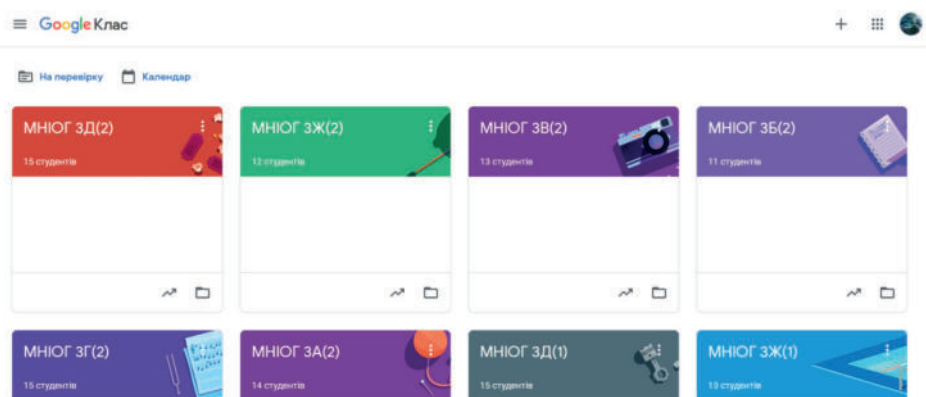 Google Клас
На перевірку Календар
МНІОГ 3Д(2)
15 студентів
МНІОГ 3Ж(2)
12 студентів
МНІОГ 3В(2)
13 студентів
МНІОГ 3Б(2)
11 студентів
МНІОГ 3Г(2)
15 студентів
МНІОГ 3А(2)
14 студентів
МНІОГ 3Д(1)
15 студентів
МНІОГ 3Ж(1)
13 студентів